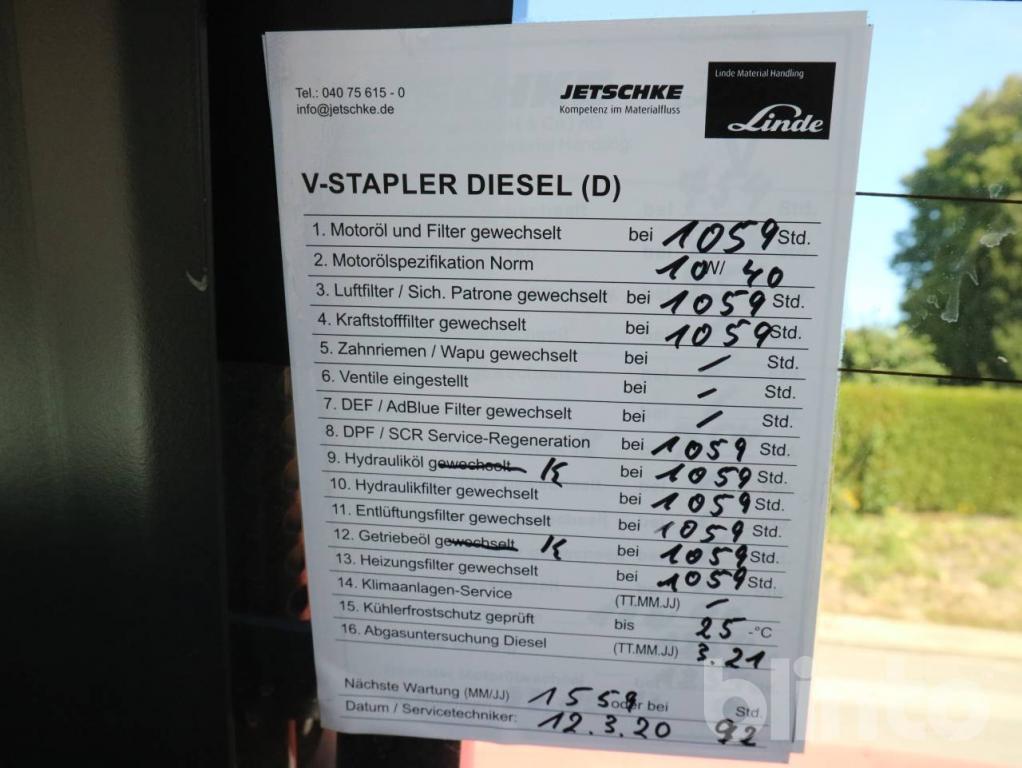 Tel.: 040 75 615 - 0
info@jetschke.de
JETSCHKE
Kompetenz im Materialfluss
Linde Material Handling
Linde
V-STAPLER DIESEL (D)
1. Motoröl und Filter gewechselt bei 1059 Std.
2. Motorölspezifikation Norm 10W/ 40
3. Luftfilter / Sich. Patrone gewechselt bei 1059 Std.
4. Kraftstofffilter gewechselt bei 1059 Std.
5. Zahnriemen / Wapu gewechselt bei / Std.
6. Ventile eingestellt bei / Std.
7. DEF / AdBlue Filter gewechselt bei / Std.
8. DPF / SCR Service-Regeneration bei 1059 Std.
9. Hydrauliköl gewechselt K bei 1059 Std.
10. Hydraulikfilter gewechselt bei 1059 Std.
11. Entlüftungsfilter gewechselt bei 1059 Std.
12. Getriebeöl gewechselt K bei 1059 Std.
13. Heizungsfilter gewechselt bei 1059 Std.
14. Klimaanlagen-Service (TT.MM.JJ) -
15. Kühlerfrostschutz geprüft bis 25 -°C
16. Abgasuntersuchung Diesel (TT.MM.JJ) 3.21
Nächste Wartung (MM/JJ) 1559 oder bei Std.
Datum / Servicetechniker: 12.3.20 92
blinto